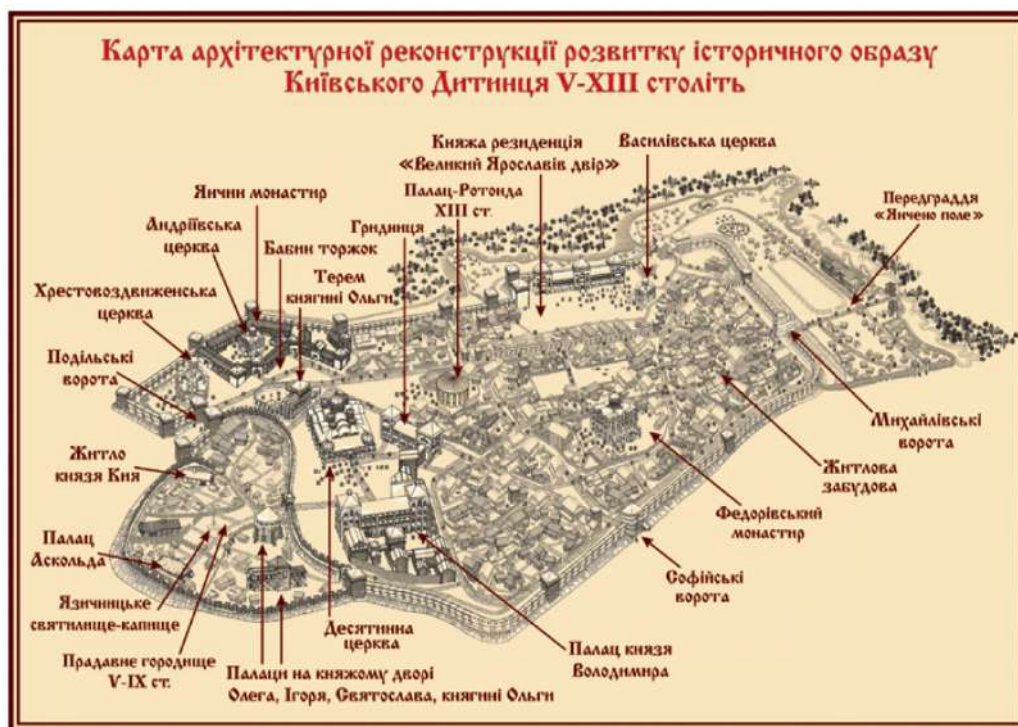 Карта архітектурної реконструкції розвитку історичного образу
Київського Дитинця V-XIII століть
Княжа резиденція
«Великий Ярославів двір»
Василівська церква
Янчин монастир
Палац-Ротонда
XIII ст.
Передграддя
«Янчено поле»
Андріївська
церква
Бабин торжок
Гридниця
Терем
княгині Ольги
Хрестовоздвиженська
церква
Подільські
ворота
Михайлівські
ворота
Житло
князя Кия
Житлова
забудова
Федорівський
монастир
Палац
Аскольда
Софійські
ворота
Язичницьке
святилище-капище
Десятинна
церква
Палац князя
Володимира
Прадавнє городище
V-IX ст.
Палаци на княжому дворі
Олега, Ігоря, Святослава, княгині Ольги